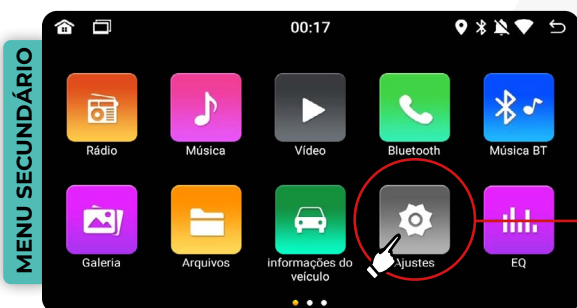 MENU SECUNDÁRIO
00:17
Rádio
Música
Vídeo
Bluetooth
Música BT
Galeria
Arquivos
informações do
veículo
Ajustes
EQ